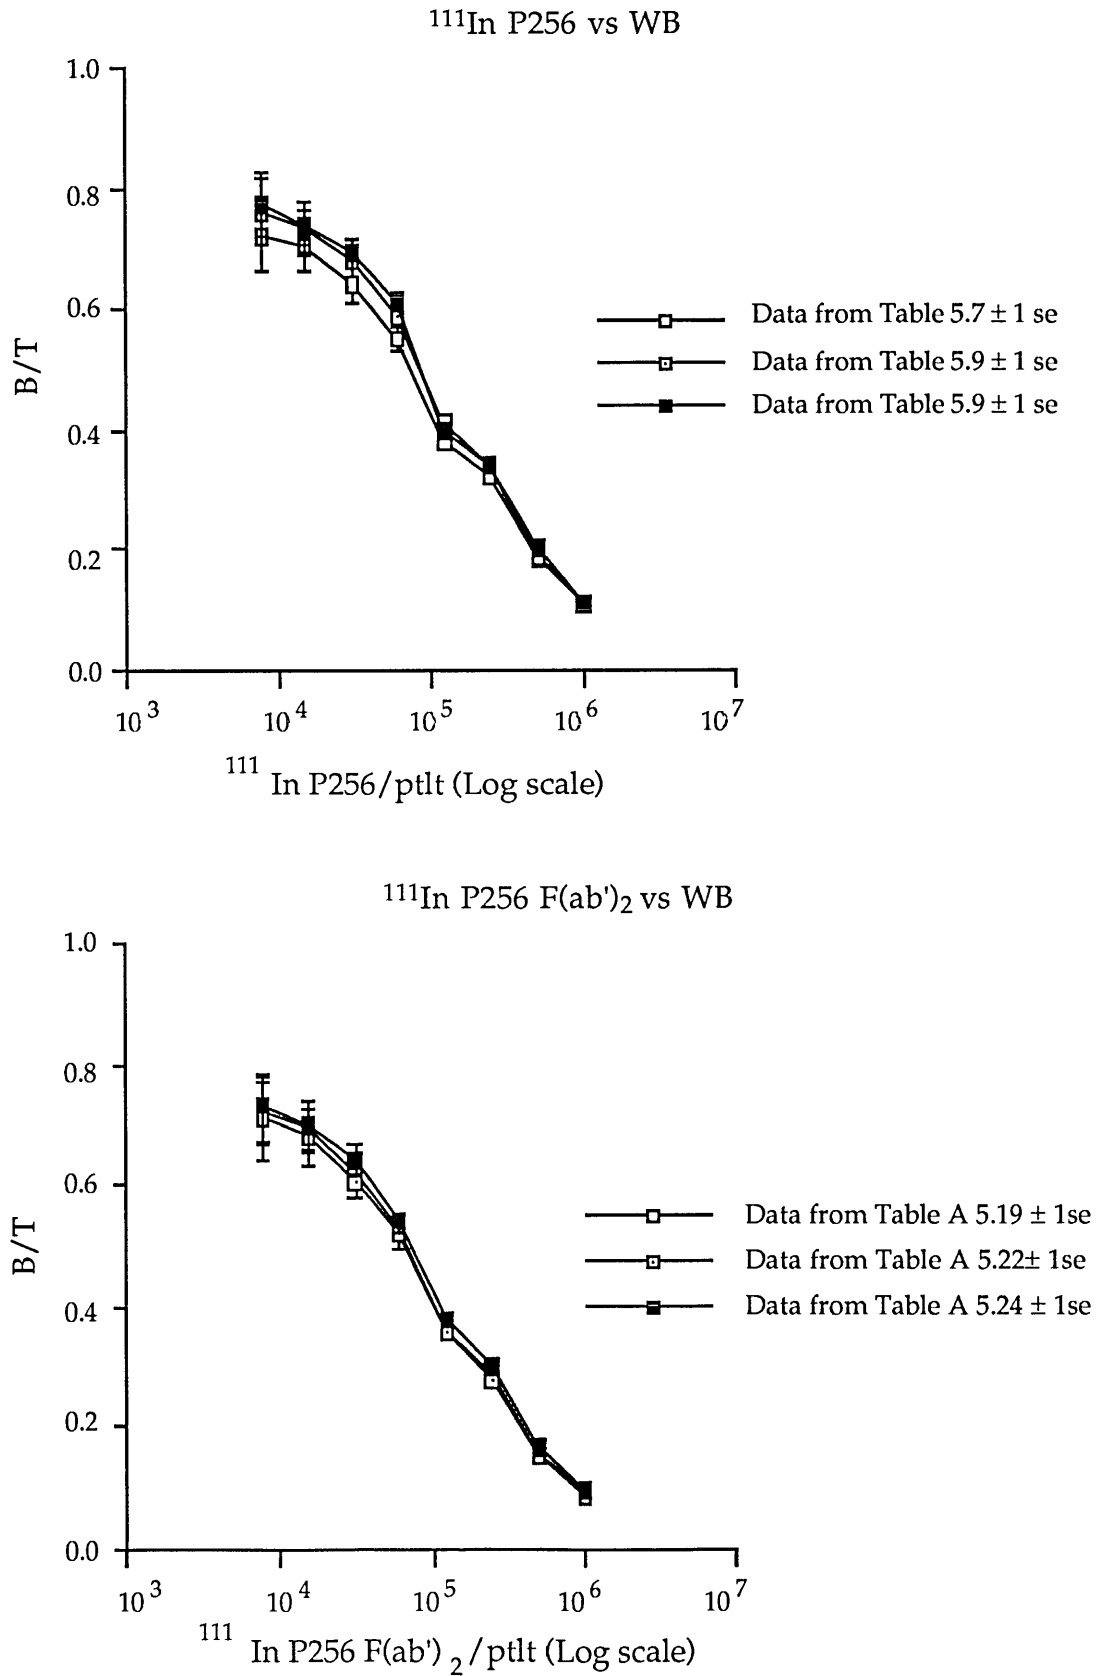 ¹¹¹In P256 vs WB
1.0
0.8
0.6
0.4
0.2
0.0
B/T
10³ 10⁴ 10⁵ 10⁶ 10⁷
¹¹¹ In P256/ptlt (Log scale)
Data from Table 5.7 ± 1 se
Data from Table 5.9 ± 1 se
Data from Table 5.9 ± 1 se
¹¹¹In P256 F(ab')₂ vs WB
1.0
0.8
0.6
0.4
0.2
0.0
B/T
10³ 10⁴ 10⁵ 10⁶ 10⁷
¹¹¹ In P256 F(ab') ₂ /ptlt (Log scale)
Data from Table A 5.19 ± 1se
Data from Table A 5.22± 1se
Data from Table A 5.24 ± 1se